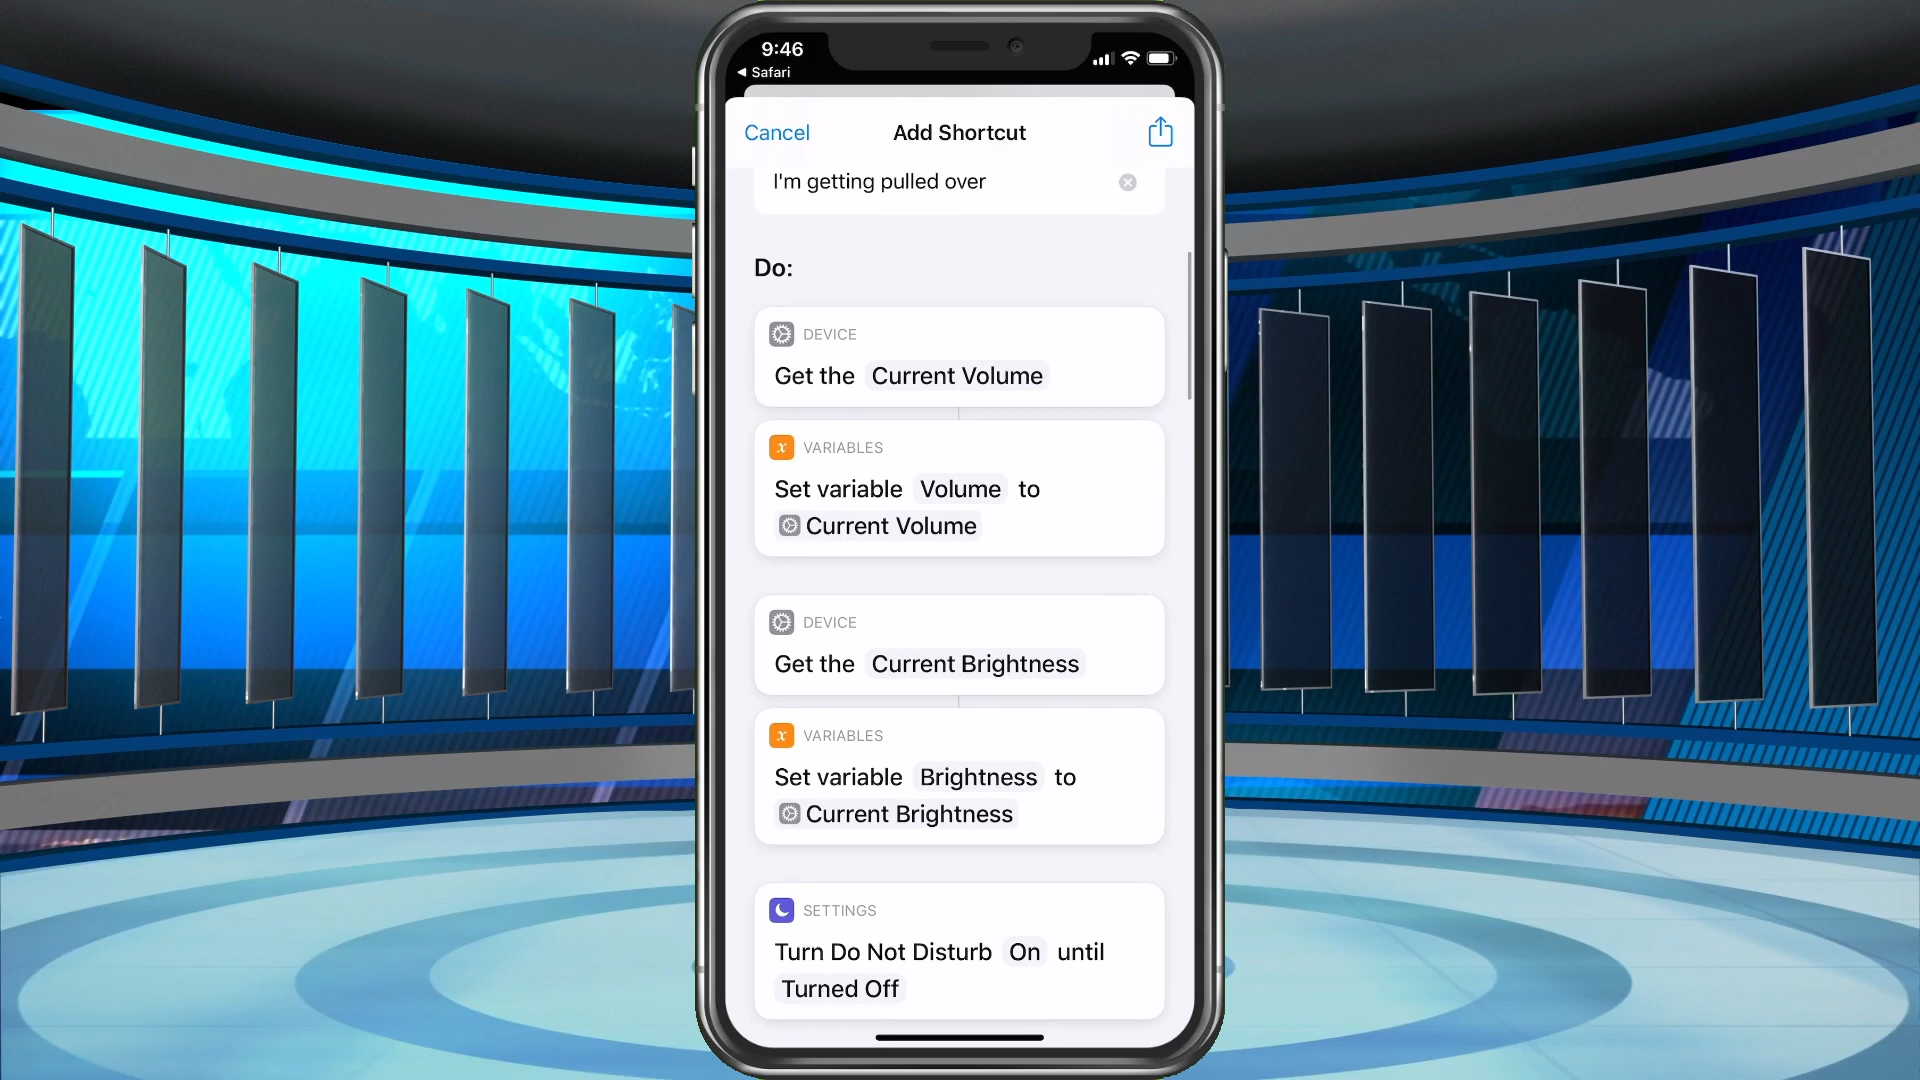 9:46
◀ Safari
Cancel
Add Shortcut
I'm getting pulled over
Do:
DEVICE
Get the Current Volume
x VARIABLES
Set variable Volume to
Current Volume
DEVICE
Get the Current Brightness
x VARIABLES
Set variable Brightness to
Current Brightness
SETTINGS
Turn Do Not Disturb On until
Turned Off